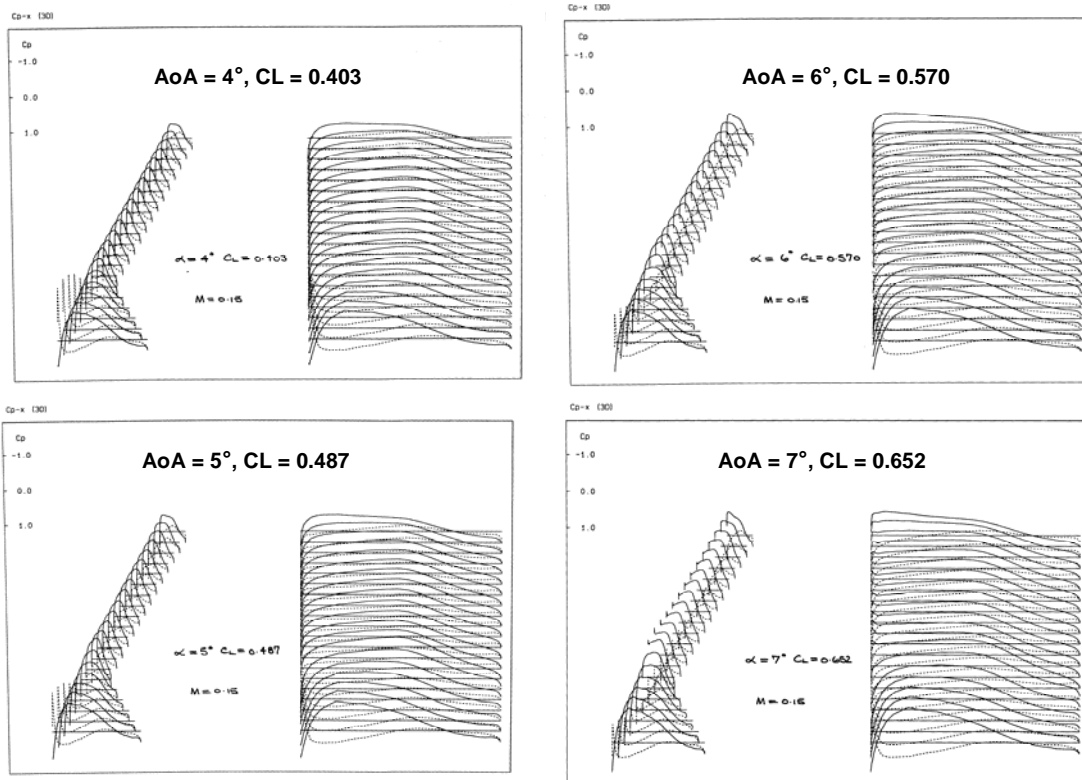 Cp-x (3D)
Cp
-1.0
0.0
1.0
AoA = 4°, CL = 0.403
α = 4° CL = 0.403
M = 0.15
Cp-x (3D)
Cp
-1.0
0.0
1.0
AoA = 6°, CL = 0.570
α = 6° CL = 0.570
M = 0.15
Cp-x (3D)
Cp
-1.0
0.0
1.0
AoA = 5°, CL = 0.487
α = 5° CL = 0.487
M = 0.15
Cp-x (3D)
Cp
-1.0
0.0
1.0
AoA = 7°, CL = 0.652
α = 7° CL = 0.652
M = 0.15